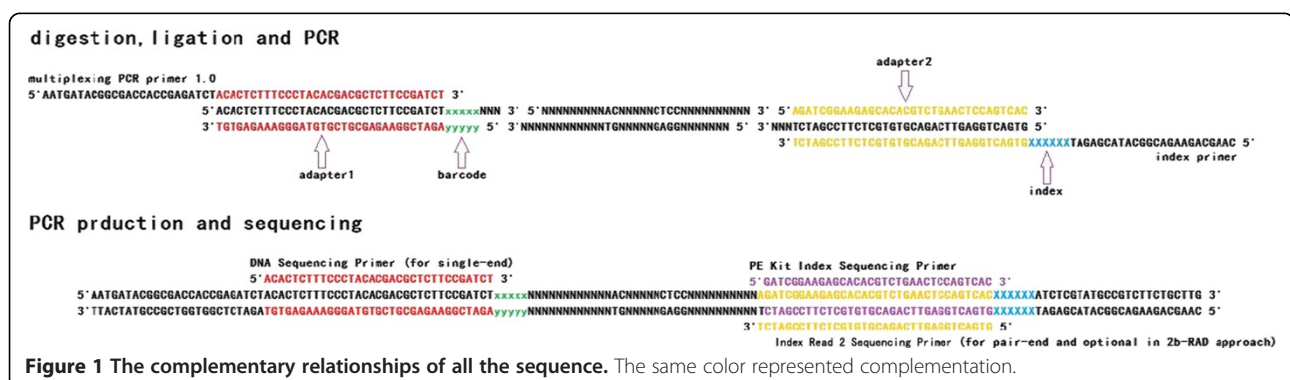 digestion, ligation and PCR
adapter2
multiplexing PCR primer 1.0
5'AATGATACGGCGACCACCGAGATCTACACTCTTTCCCTACACGACGCTCTTCCGATCT 3'
5'ACACTCTTTCCCTACACGACGCTCTTCCGATCTxxxxxNNN 3' 5'NNNNNNNNNNACNNNNNCTCCNNNNNNNNNN 3' 5'AGATCGGAAGAGCACACGTCTGAACTCCAGTCAC 3'
3'TGTGAGAAAGGGATGTGCTGCGAGAAGGCTAGAyyyyy 5' 3'NNNNNNNNNNNNNTGNNNNNGAGGNNNNNNN 5' 3'NNNTCTAGCCTTCTCGTGTGCAGACTTGAGGTCAGTG 5'
3'TCTAGCCTTCTCGTGTGCAGACTTGAGGTCAGTGXXXXXXTAGAGCATACGGCAGAAGACGAAC 5'
index primer
adapter1 barcode index
PCR prduction and sequencing
DNA Sequencing Primer (for single-end) PE Kit Index Sequencing Primer
5'ACACTCTTTCCCTACACGACGCTCTTCCGATCT 3' 5'GATCGGAAGAGCACACGTCTGAACTCCAGTCAC 3'
5'AATGATACGGCGACCACCGAGATCTACACTCTTTCCCTACACGACGCTCTTCCGATCTxxxxxNNNNNNNNNNNNNACNNNNNCTCCNNNNNNNNNNAGATCGGAAGAGCACACGTCTGAACTCCAGTCACXXXXXXATCTCGTATGCCGTCTTCTGCTTG 3'
3'TTACTATGCCGCTGGTGGCTCTAGATGTGAGAAAGGGATGTGCTGCGAGAAGGCTAGAyyyyyNNNNNNNNNNNNNTGNNNNNGAGGNNNNNNNNNNTCTAGCCTTCTCGTGTGCAGACTTGAGGTCAGTGXXXXXXTAGAGCATACGGCAGAAGACGAAC 5'
3'TCTAGCCTTCTCGTGTGCAGACTTGAGGTCAGTG 5'
Index Read 2 Sequencing Primer (for pair-end and optional in 2b-RAD approach)
Figure 1 The complementary relationships of all the sequence. The same color represented complementation.